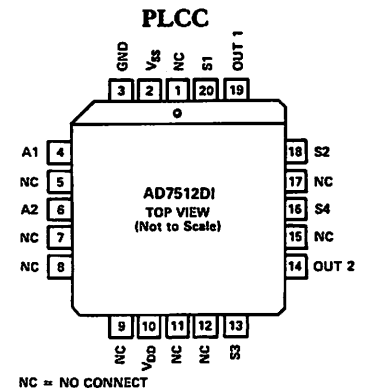 PLCC
GND VSS NC S1 OUT 1
3 2 1 20 19
A1 4 18 S2
NC 5 17 NC
A2 6 16 S4
NC 7 15 NC
NC 8 14 OUT 2
AD7512DI
TOP VIEW
(Not to Scale)
9 10 11 12 13
NC VDD NC NC S3
NC = NO CONNECT